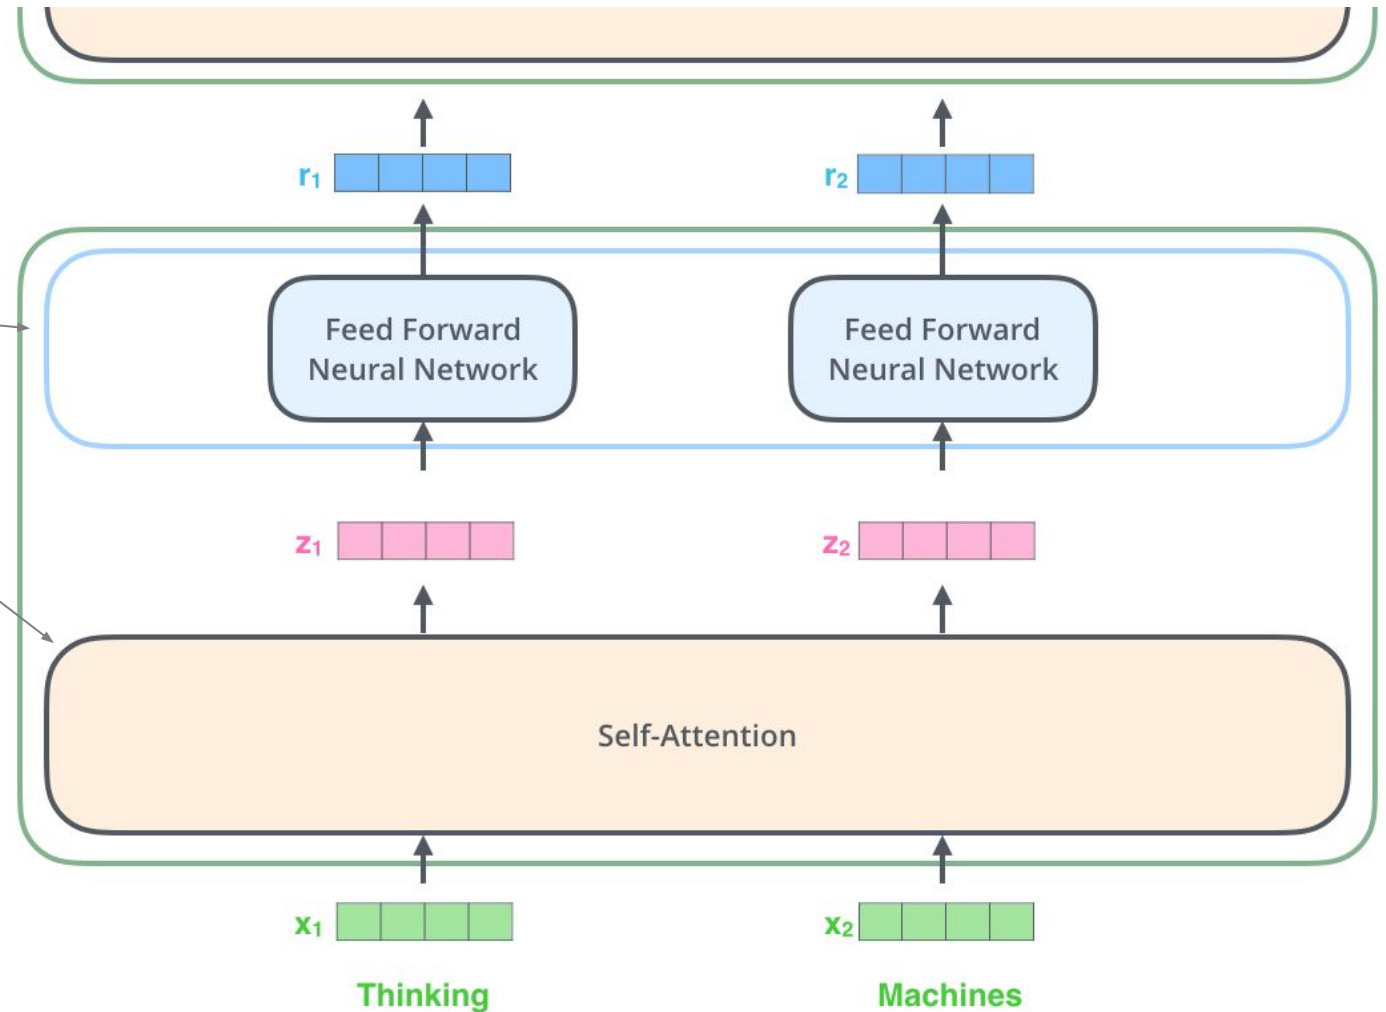 r1 r2
Feed Forward Feed Forward
Neural Network Neural Network
z1 z2
Self-Attention
x1 x2
Thinking Machines